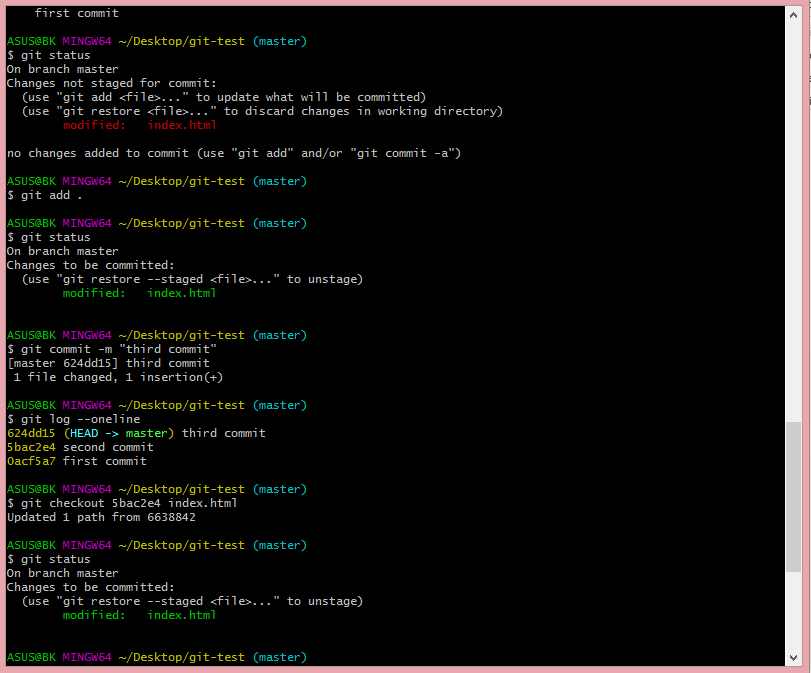 first commit
ASUS@BK MINGW64 ~/Desktop/git-test (master)
$ git status
On branch master
Changes not staged for commit:
  (use "git add <file>..." to update what will be committed)
  (use "git restore <file>..." to discard changes in working directory)
        modified:   index.html
no changes added to commit (use "git add" and/or "git commit -a")
ASUS@BK MINGW64 ~/Desktop/git-test (master)
$ git add .
ASUS@BK MINGW64 ~/Desktop/git-test (master)
$ git status
On branch master
Changes to be committed:
  (use "git restore --staged <file>..." to unstage)
        modified:   index.html
ASUS@BK MINGW64 ~/Desktop/git-test (master)
$ git commit -m "third commit"
[master 624dd15] third commit
 1 file changed, 1 insertion(+)
ASUS@BK MINGW64 ~/Desktop/git-test (master)
$ git log --oneline
624dd15 (HEAD -> master) third commit
5bac2e4 second commit
0acf5a7 first commit
ASUS@BK MINGW64 ~/Desktop/git-test (master)
$ git checkout 5bac2e4 index.html
Updated 1 path from 6638842
ASUS@BK MINGW64 ~/Desktop/git-test (master)
$ git status
On branch master
Changes to be committed:
  (use "git restore --staged <file>..." to unstage)
        modified:   index.html
ASUS@BK MINGW64 ~/Desktop/git-test (master)